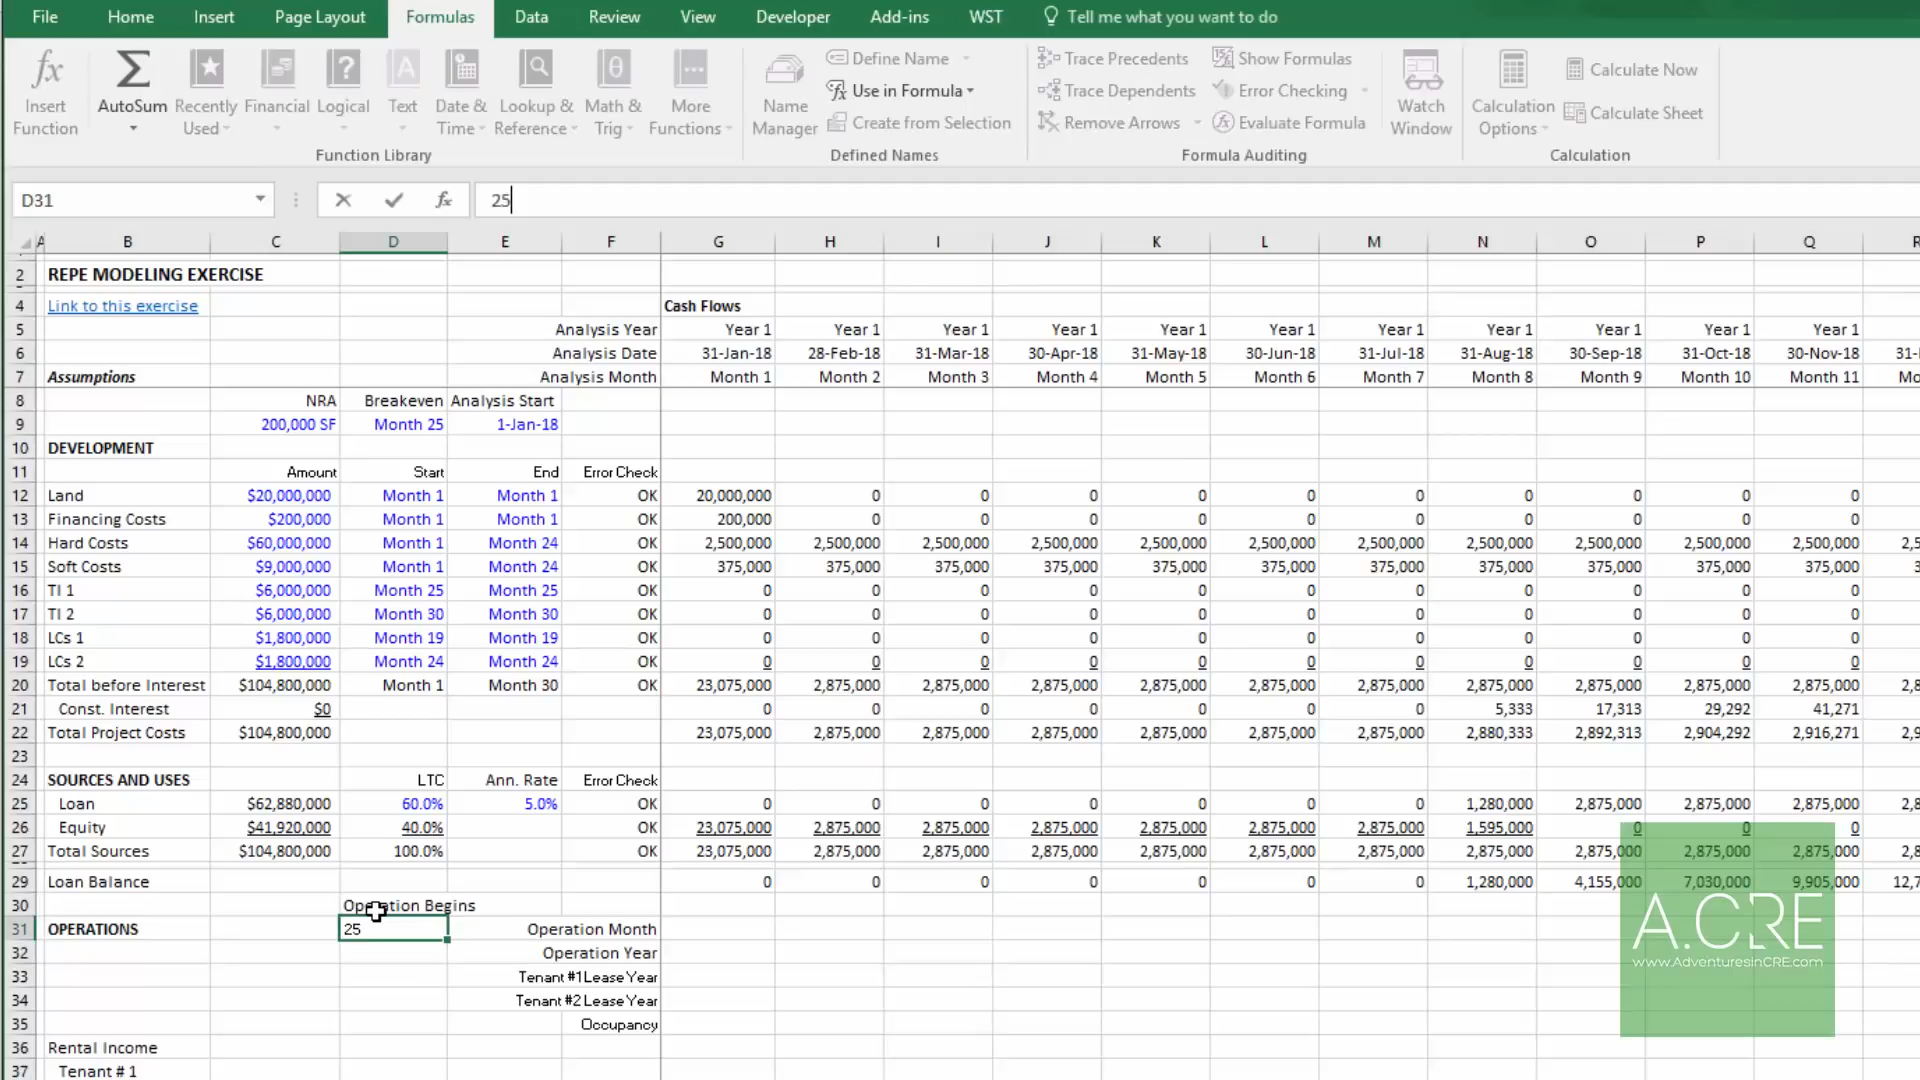 File Home Insert Page Layout Formulas Data Review View Developer Add-ins WST Tell me what you want to do
fx Insert Function
Σ AutoSum
Recently Used
Financial
Logical
A Text
Date & Time
Lookup & Reference
θ Math & Trig
More Functions
Function Library
Name Manager
Define Name
Use in Formula
Create from Selection
Defined Names
Trace Precedents
Trace Dependents
Remove Arrows
Show Formulas
Error Checking
Evaluate Formula
Formula Auditing
Watch Window
Calculation Options
Calculate Now
Calculate Sheet
Calculation
D31 fx 25
A B C D E F G H I J K L M N O P Q R
2 REPE MODELING EXERCISE
4 Link to this exercise Cash Flows
5 Analysis Year Year 1 Year 1 Year 1 Year 1 Year 1 Year 1 Year 1 Year 1 Year 1 Year 1 Year 1
6 Analysis Date 31-Jan-18 28-Feb-18 31-Mar-18 30-Apr-18 31-May-18 30-Jun-18 31-Jul-18 31-Aug-18 30-Sep-18 31-Oct-18 30-Nov-18 31-
7 Assumptions Analysis Month Month 1 Month 2 Month 3 Month 4 Month 5 Month 6 Month 7 Month 8 Month 9 Month 10 Month 11 Mo
8 NRA Breakeven Analysis Start
9 200,000 SF Month 25 1-Jan-18
10 DEVELOPMENT
11 Amount Start End Error Check
12 Land $20,000,000 Month 1 Month 1 OK 20,000,000 0 0 0 0 0 0 0 0 0 0
13 Financing Costs $200,000 Month 1 Month 1 OK 200,000 0 0 0 0 0 0 0 0 0 0
14 Hard Costs $60,000,000 Month 1 Month 24 OK 2,500,000 2,500,000 2,500,000 2,500,000 2,500,000 2,500,000 2,500,000 2,500,000 2,500,000 2,500,000 2,500,000 2,5
15 Soft Costs $9,000,000 Month 1 Month 24 OK 375,000 375,000 375,000 375,000 375,000 375,000 375,000 375,000 375,000 375,000 375,000 3
16 TI 1 $6,000,000 Month 25 Month 25 OK 0 0 0 0 0 0 0 0 0 0 0
17 TI 2 $6,000,000 Month 30 Month 30 OK 0 0 0 0 0 0 0 0 0 0 0
18 LCs 1 $1,800,000 Month 19 Month 19 OK 0 0 0 0 0 0 0 0 0 0 0
19 LCs 2 $1,800,000 Month 24 Month 24 OK 0 0 0 0 0 0 0 0 0 0 0
20 Total before Interest $104,800,000 Month 1 Month 30 OK 23,075,000 2,875,000 2,875,000 2,875,000 2,875,000 2,875,000 2,875,000 2,875,000 2,875,000 2,875,000 2,875,000 2,8
21 Const. Interest $0 0 0 0 0 0 0 0 5,333 17,313 29,292 41,271
22 Total Project Costs $104,800,000 23,075,000 2,875,000 2,875,000 2,875,000 2,875,000 2,875,000 2,875,000 2,880,333 2,892,313 2,904,292 2,916,271 2,9
23
24 SOURCES AND USES LTC Ann. Rate Error Check
25 Loan $62,880,000 60.0% 5.0% OK 0 0 0 0 0 0 0 1,280,000 2,875,000 2,875,000 2,875,000 2,8
26 Equity $41,920,000 40.0% OK 23,075,000 2,875,000 2,875,000 2,875,000 2,875,000 2,875,000 2,875,000 1,595,000 0 0 0
27 Total Sources $104,800,000 100.0% OK 23,075,000 2,875,000 2,875,000 2,875,000 2,875,000 2,875,000 2,875,000 2,875,000 2,875,000 2,875,000 2,875,000 2,8
29 Loan Balance 0 0 0 0 0 0 0 1,280,000 4,155,000 7,030,000 9,905,000 12,7
30 Operation Begins
31 OPERATIONS 25 Operation Month
32 Operation Year
33 Tenant #1 Lease Year
34 Tenant #2 Lease Year
35 Occupancy
36 Rental Income
37 Tenant # 1
A.CRE
www.AdventuresinCRE.com